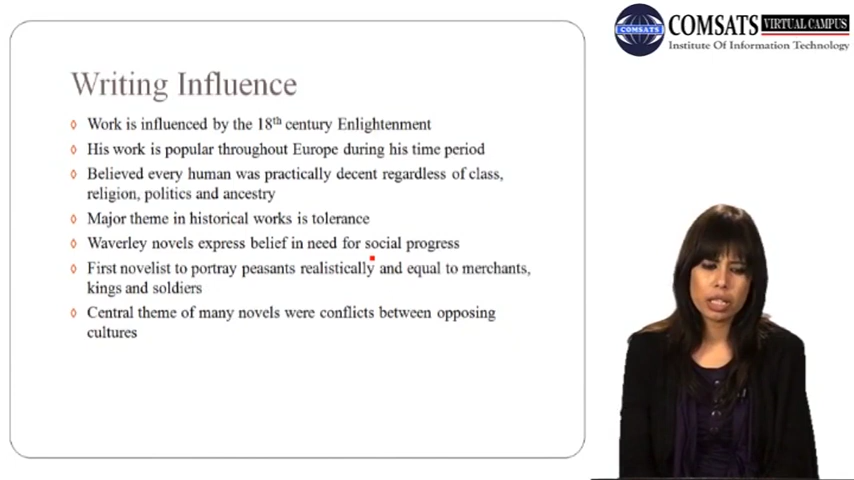 COMSATS
COMSATS VIRTUAL CAMPUS
Institute Of Information Technology
Writing Influence
◊ Work is influenced by the 18th century Enlightenment
◊ His work is popular throughout Europe during his time period
◊ Believed every human was practically decent regardless of class,
religion, politics and ancestry
◊ Major theme in historical works is tolerance
◊ Waverley novels express belief in need for social progress
◊ First novelist to portray peasants realistically and equal to merchants,
kings and soldiers
◊ Central theme of many novels were conflicts between opposing
cultures